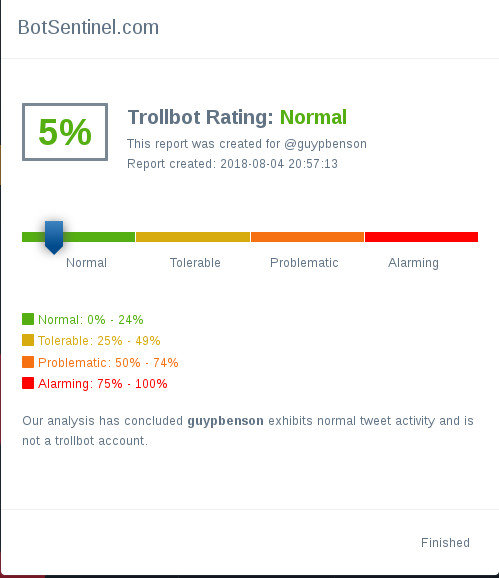 BotSentinel.com
5%
Trollbot Rating: Normal
This report was created for @guypbenson
Report created: 2018-08-04 20:57:13
Normal
Tolerable
Problematic
Alarming
Normal: 0% - 24%
Tolerable: 25% - 49%
Problematic: 50% - 74%
Alarming: 75% - 100%
Our analysis has concluded guypbenson exhibits normal tweet activity and is
not a trollbot account.
Finished